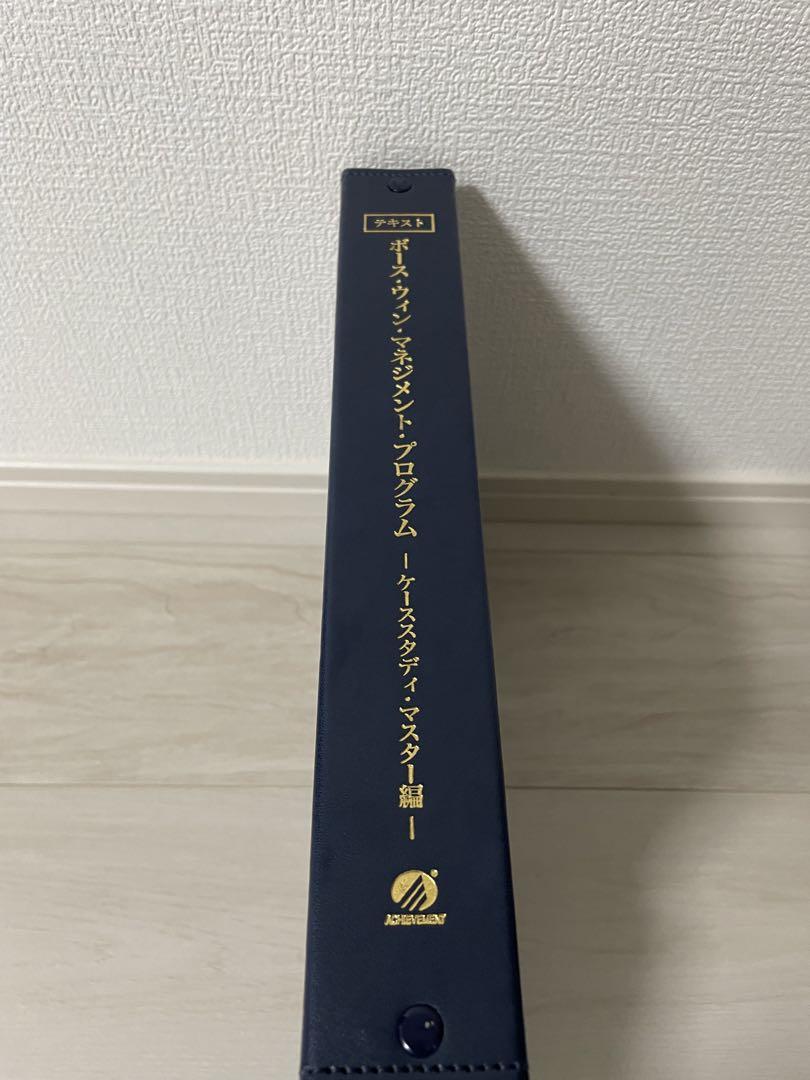 テキスト
ボース・ウィン・マネジメント・プログラム
ーケーススタディ・マスター編ー
ACHIEVEMENT